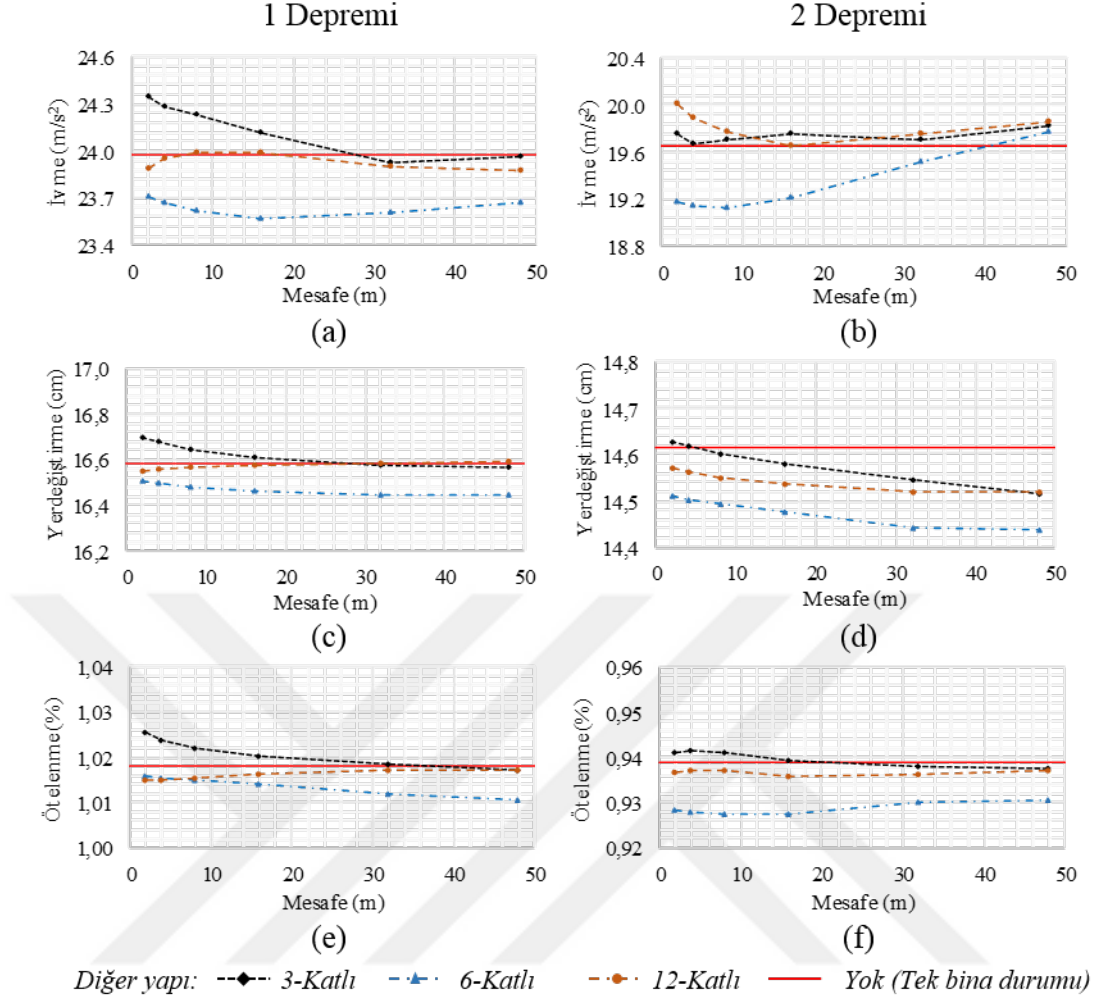 1 Depremi
2 Depremi
24.6
24.3
24.0
23.7
23.4
İvme (m/s²)
0 10 20 30 40 50
Mesafe (m)
(a)
20.4
20.0
19.6
19.2
18.8
İvme (m/s²)
0 10 20 30 40 50
Mesafe (m)
(b)
17,0
16,8
16,6
16,4
16,2
Yerdeğiştirme (cm)
0 10 20 30 40 50
Mesafe (m)
(c)
14,8
14,7
14,6
14,5
14,4
Yerdeğiştirme (cm)
0 10 20 30 40 50
Mesafe (m)
(d)
1,04
1,03
1,02
1,01
1,00
Ötelenme (%)
0 10 20 30 40 50
Mesafe (m)
(e)
0,96
0,95
0,94
0,93
0,92
Ötelenme (%)
0 10 20 30 40 50
Mesafe (m)
(f)
Diğer yapı: 3-Katlı 6-Katlı 12-Katlı Yok (Tek bina durumu)